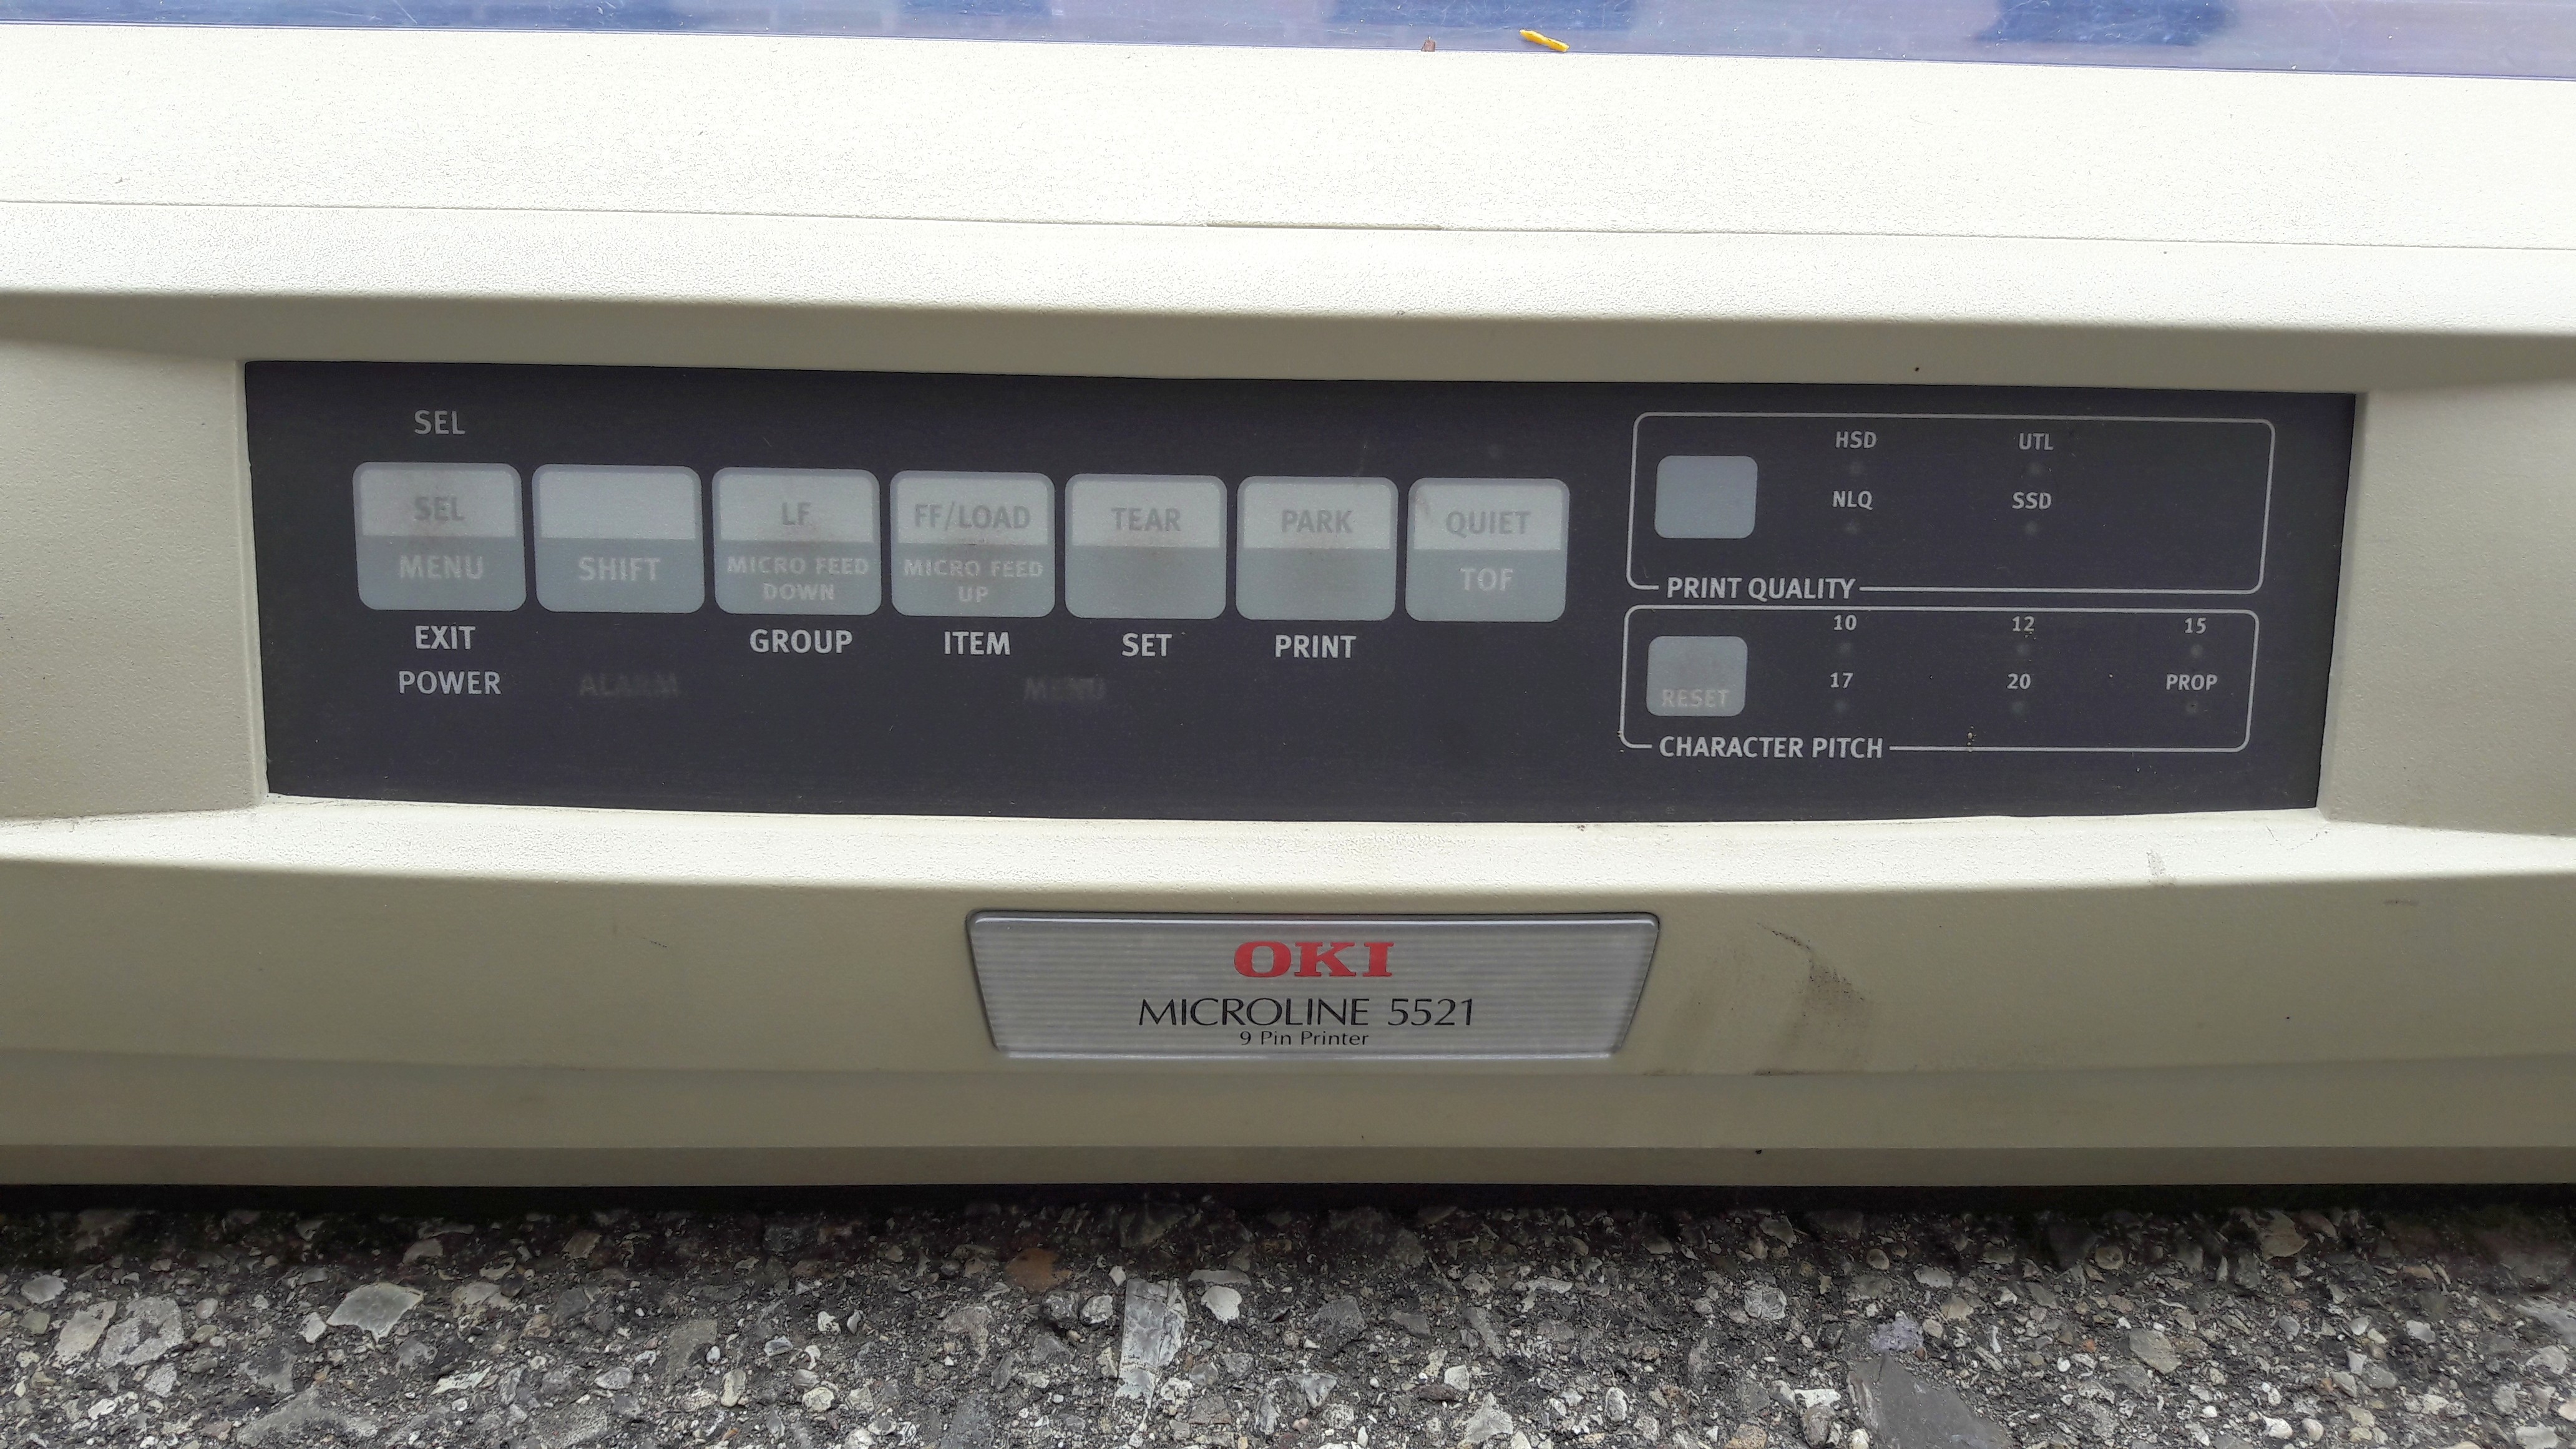 SEL
SEL
MENU
EXIT
POWER
SHIFT
ALARM
LF
MICRO FEED
DOWN
GROUP
FF/LOAD
MICRO FEED
UP
ITEM
MENU
TEAR
SET
PARK
PRINT
QUIET
TOF
HSD UTL
NLQ SSD
PRINT QUALITY
10 12 15
17 20 PROP
RESET
CHARACTER PITCH
OKI
MICROLINE 5521
9 Pin Printer